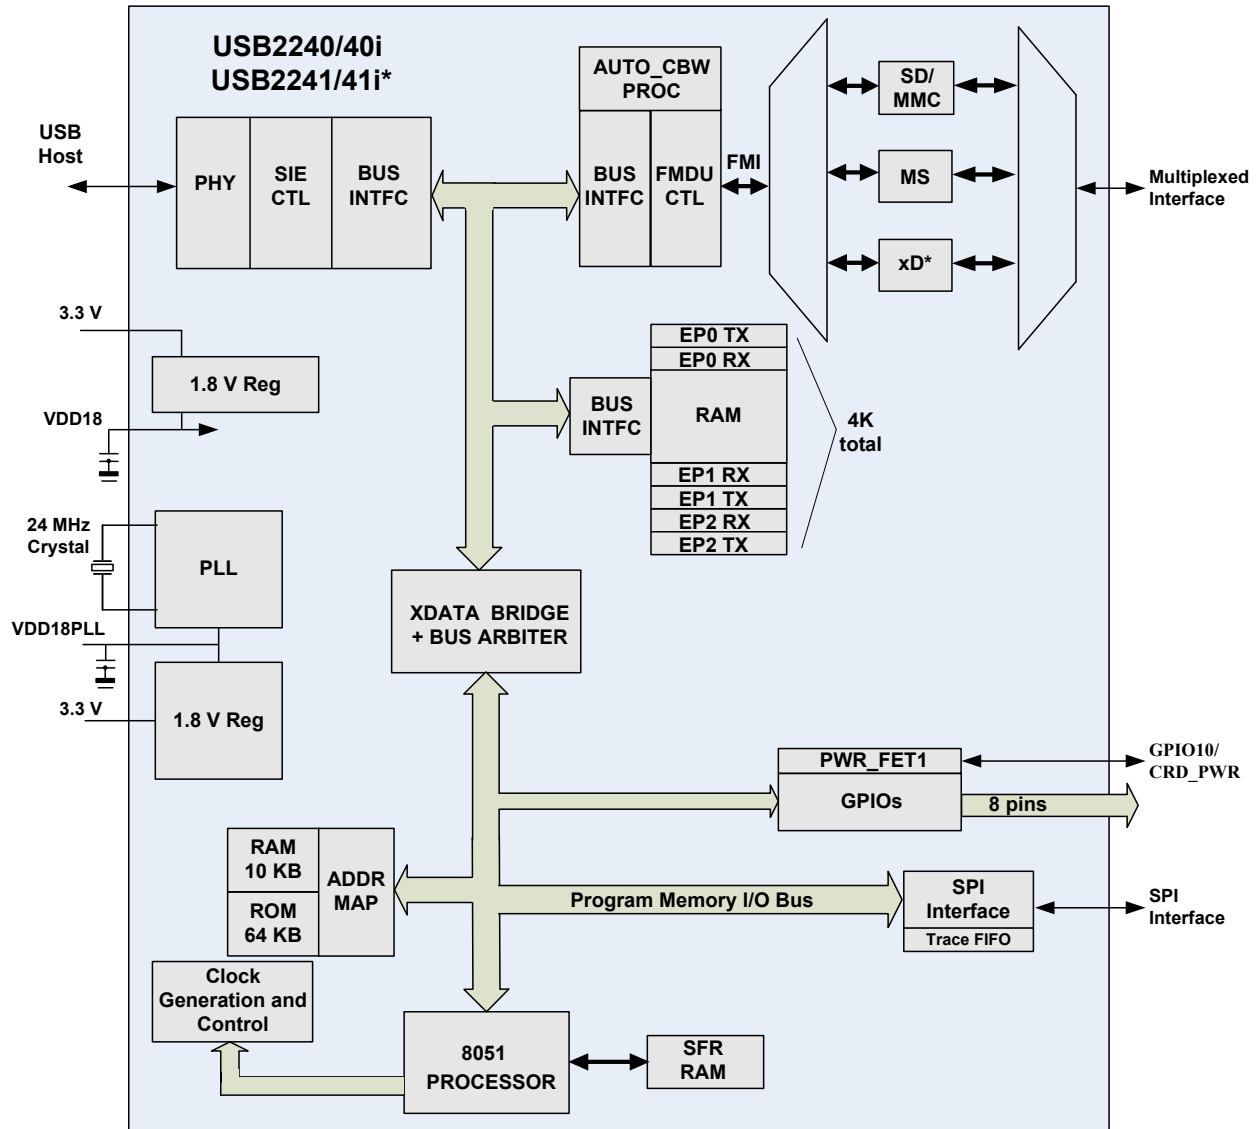 USB2240/40i
USB2241/41i*
USB
Host
PHY
SIE
CTL
BUS
INTFC
AUTO_CBW
PROC
BUS
INTFC
FMDU
CTL
FMI
SD/
MMC
MS
xD*
Multiplexed
Interface
3.3 V
1.8 V Reg
VDD18
EP0 TX
EP0 RX
BUS
INTFC
RAM
EP1 RX
EP1 TX
EP2 RX
EP2 TX
4K
total
24 MHz
Crystal
PLL
VDD18PLL
1.8 V Reg
3.3 V
XDATA BRIDGE
+ BUS ARBITER
PWR_FET1
GPIOs
8 pins
GPIO10/
CRD_PWR
RAM
10 KB
ROM
64 KB
ADDR
MAP
Program Memory I/O Bus
SPI
Interface
Trace FIFO
SPI
Interface
Clock
Generation and
Control
8051
PROCESSOR
SFR
RAM